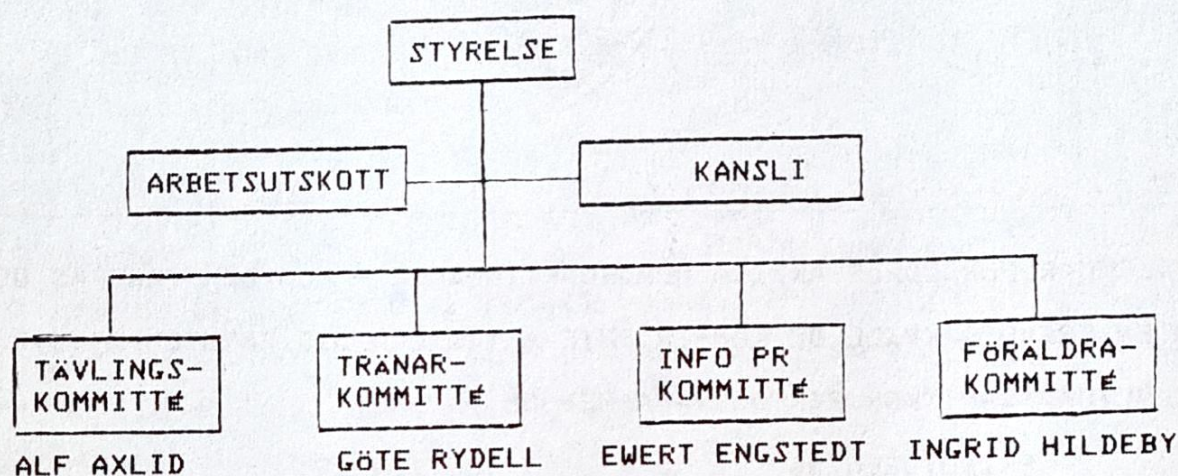 STYRELSE
ARBETSUTSKOTT
KANSLI
TÄVLINGS-
KOMMITTÉ
TRÄNAR-
KOMMITTÉ
INFO PR
KOMMITTÉ
FÖRÄLDRA-
KOMMITTÉ
ALF AXLID
GÖTE RYDELL
EWERT ENGSTEDT
INGRID HILDEBY